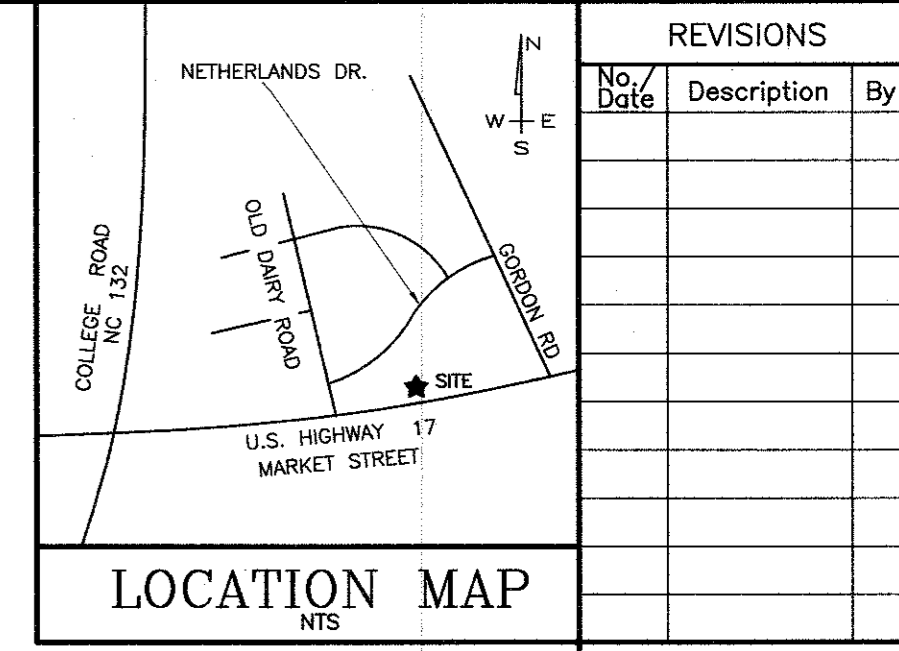 NETHERLANDS DR.
N
W E
S
OLD DAIRY ROAD
COLLEGE ROAD
NC 132
GORDON RD
SITE
U.S. HIGHWAY 17
MARKET STREET
LOCATION MAP
NTS
REVISIONS
No./
Date
Description
By